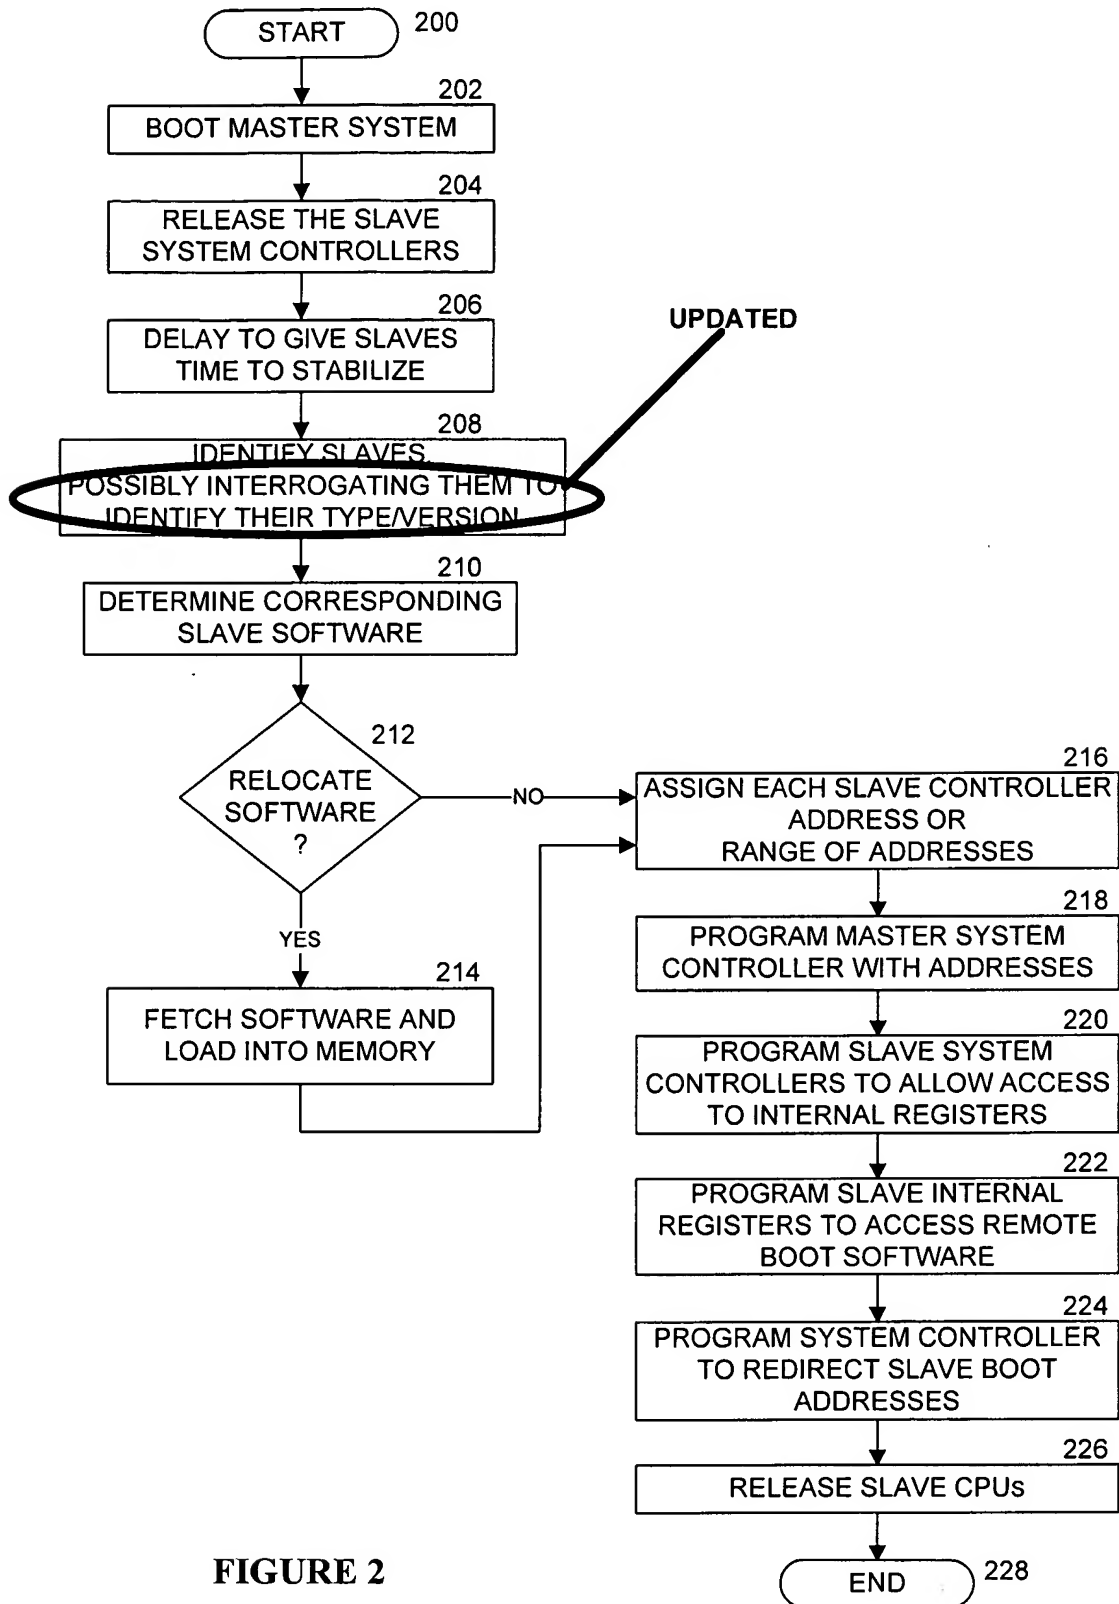 START
200
202
BOOT MASTER SYSTEM
204
RELEASE THE SLAVE
SYSTEM CONTROLLERS
206
DELAY TO GIVE SLAVES
TIME TO STABILIZE
UPDATED
208
IDENTIFY SLAVES,
POSSIBLY INTERROGATING THEM TO
IDENTIFY THEIR TYPE/VERSION
210
DETERMINE CORRESPONDING
SLAVE SOFTWARE
212
RELOCATE
SOFTWARE
?
NO
YES
214
FETCH SOFTWARE AND
LOAD INTO MEMORY
216
ASSIGN EACH SLAVE CONTROLLER
ADDRESS OR
RANGE OF ADDRESSES
218
PROGRAM MASTER SYSTEM
CONTROLLER WITH ADDRESSES
220
PROGRAM SLAVE SYSTEM
CONTROLLERS TO ALLOW ACCESS
TO INTERNAL REGISTERS
222
PROGRAM SLAVE INTERNAL
REGISTERS TO ACCESS REMOTE
BOOT SOFTWARE
224
PROGRAM SYSTEM CONTROLLER
TO REDIRECT SLAVE BOOT
ADDRESSES
226
RELEASE SLAVE CPUs
END
228
FIGURE 2